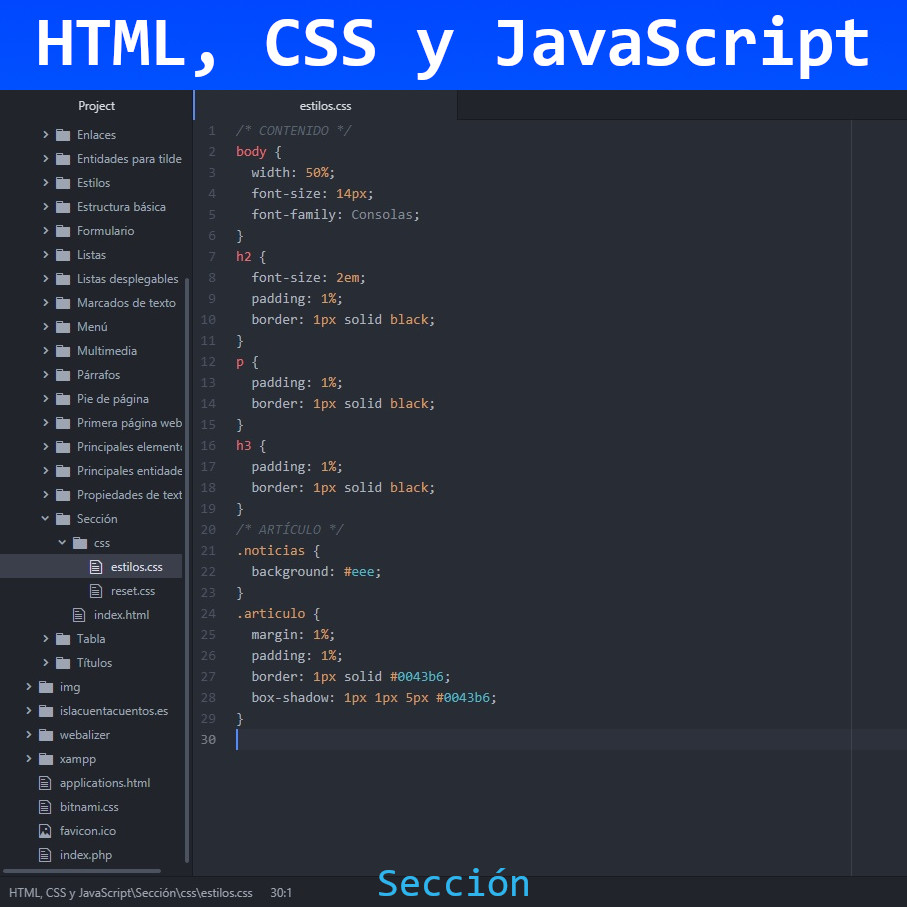 HTML, CSS y JavaScript
Project
Enlaces
Entidades para tilde
Estilos
Estructura básica
Formulario
Listas
Listas desplegables
Marcados de texto
Menú
Multimedia
Párrafos
Pie de página
Primera página web
Principales elemento
Principales entidade
Propiedades de text
Sección
css
estilos.css
reset.css
index.html
Tabla
Títulos
img
islacuentacuentos.es
webalizer
xampp
applications.html
bitnami.css
favicon.ico
index.php
estilos.css
1 /* CONTENIDO */
2 body {
3 width: 50%;
4 font-size: 14px;
5 font-family: Consolas;
6 }
7 h2 {
8 font-size: 2em;
9 padding: 1%;
10 border: 1px solid black;
11 }
12 p {
13 padding: 1%;
14 border: 1px solid black;
15 }
16 h3 {
17 padding: 1%;
18 border: 1px solid black;
19 }
20 /* ARTÍCULO */
21 .noticias {
22 background: #eee;
23 }
24 .articulo {
25 margin: 1%;
26 padding: 1%;
27 border: 1px solid #0043b6;
28 box-shadow: 1px 1px 5px #0043b6;
29 }
30
HTML, CSS y JavaScript\Sección\css\estilos.css 30:1
Sección